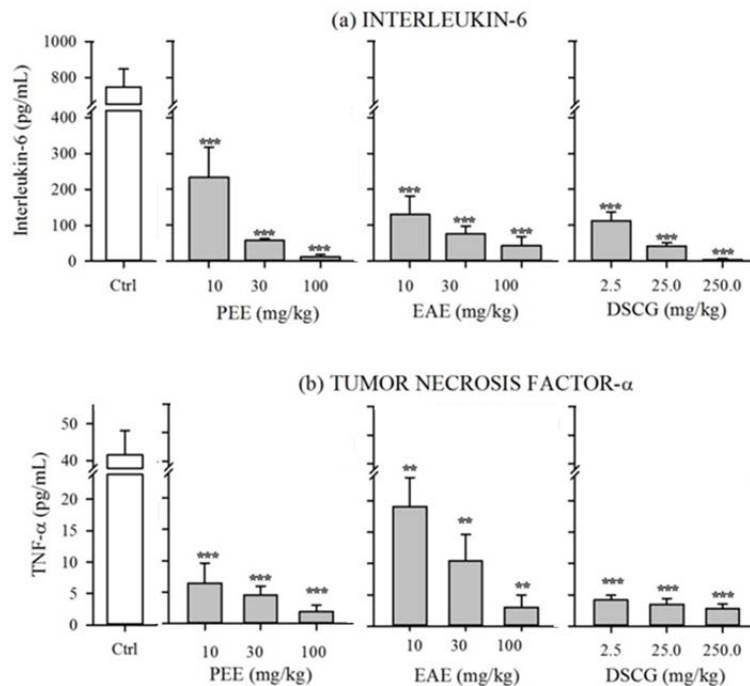 (a) INTERLEUKIN-6
Interleukin-6 (pg/mL)
1000
800
400
300
200
100
0
*** *** ***
*** *** ***
*** *** ***
Ctrl
10 30 100
10 30 100
2.5 25.0 250.0
PEE (mg/kg)
EAE (mg/kg)
DSCG (mg/kg)
(b) TUMOR NECROSIS FACTOR-α
TNF-α (pg/mL)
50
40
20
15
10
5
0
*** *** ***
** ** **
*** *** ***
Ctrl
10 30 100
10 30 100
2.5 25.0 250.0
PEE (mg/kg)
EAE (mg/kg)
DSCG (mg/kg)